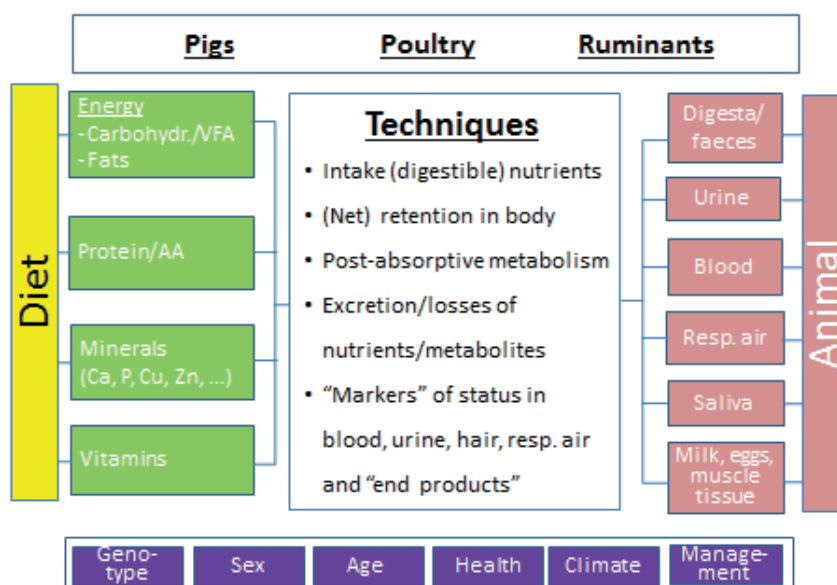 Pigs Poultry Ruminants
Diet
Energy
-Carbohydr./VFA
-Fats
Protein/AA
Minerals
(Ca, P, Cu, Zn, ...)
Vitamins
Techniques
• Intake (digestible) nutrients
• (Net) retention in body
• Post-absorptive metabolism
• Excretion/losses of
nutrients/metabolites
• “Markers” of status in
blood, urine, hair, resp. air
and “end products”
Digesta/
faeces
Urine
Blood
Resp. air
Saliva
Milk, eggs,
muscle
tissue
Animal
Geno-
type
Sex
Age
Health
Climate
Manage-
ment